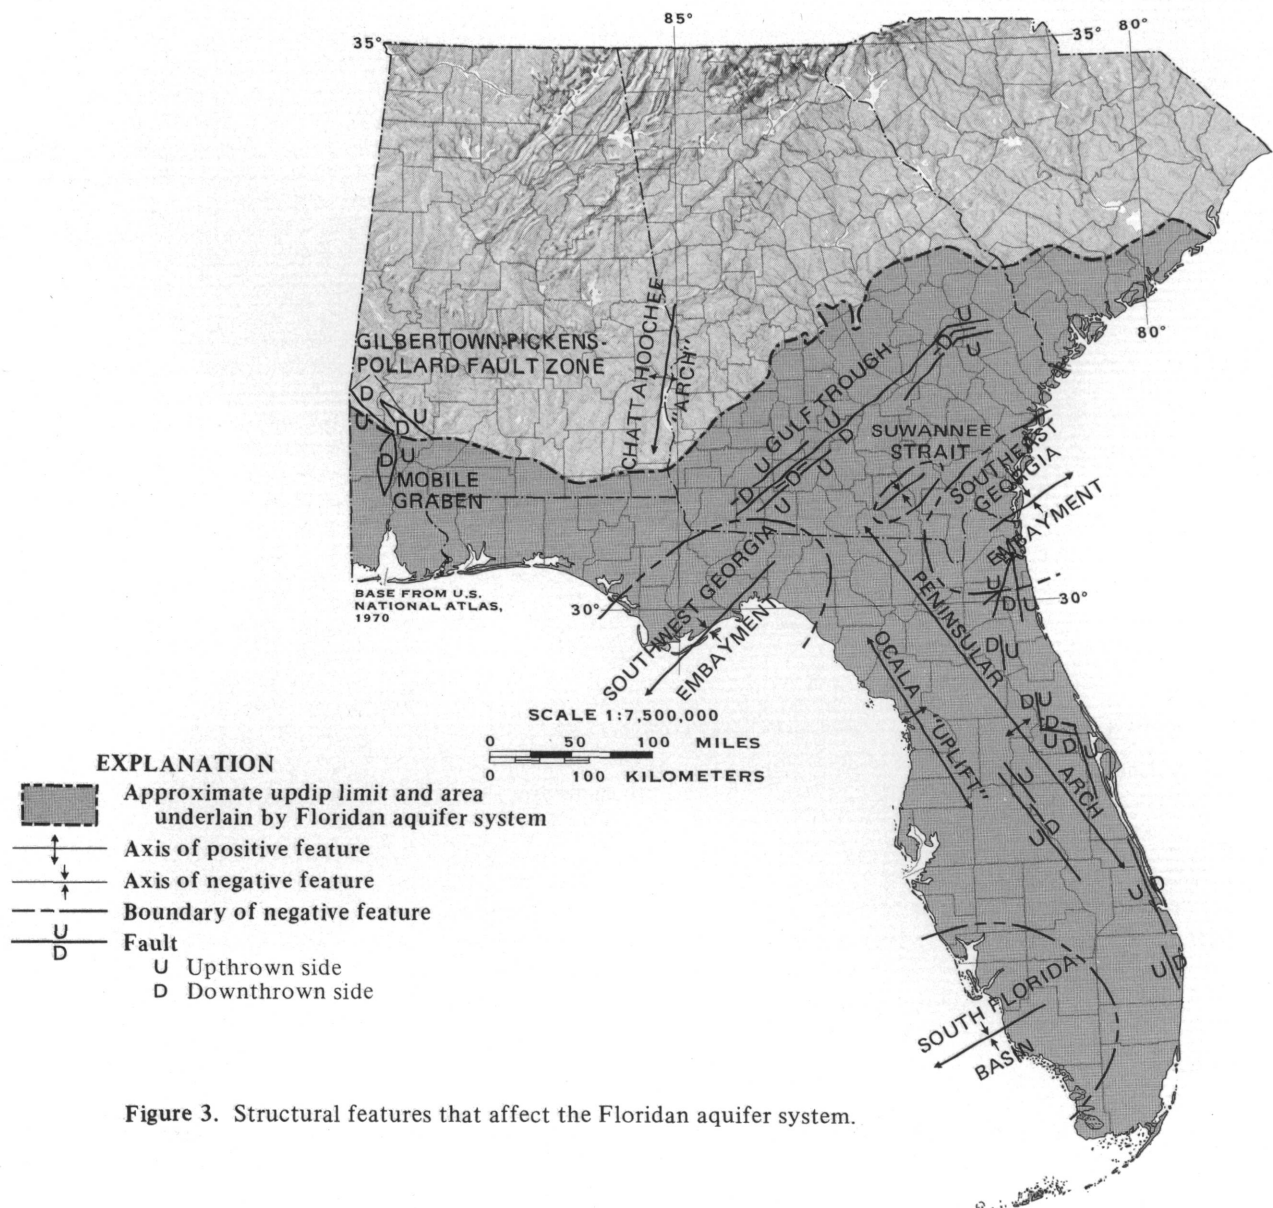 85°
35°
35° 80°
80°
GILBERTOWN-PICKENS-
POLLARD FAULT ZONE
CHATTAHOOCHEE
"ARCH"
GULF TROUGH
SUWANNEE
STRAIT
SOUTHEAST
GEORGIA
EMBAYMENT
MOBILE
GRABEN
D
U
D
U
D
U
U
D
U
U
D
U
D
D
U
U
D
U
BASE FROM U.S.
NATIONAL ATLAS,
1970
30°
30°
SOUTHWEST GEORGIA
EMBAYMENT
PENINSULAR
ARCH
OCALA
"UPLIFT"
U
D U
D U
D U
D
U
D
U
U
D
U
U D
U D
SOUTH FLORIDA
BASIN
SCALE 1:7,500,000
0 50 100 MILES
0 100 KILOMETERS
EXPLANATION
Approximate updip limit and area
underlain by Floridan aquifer system
Axis of positive feature
Axis of negative feature
Boundary of negative feature
U
D
Fault
U Upthrown side
D Downthrown side
Figure 3. Structural features that affect the Floridan aquifer system.